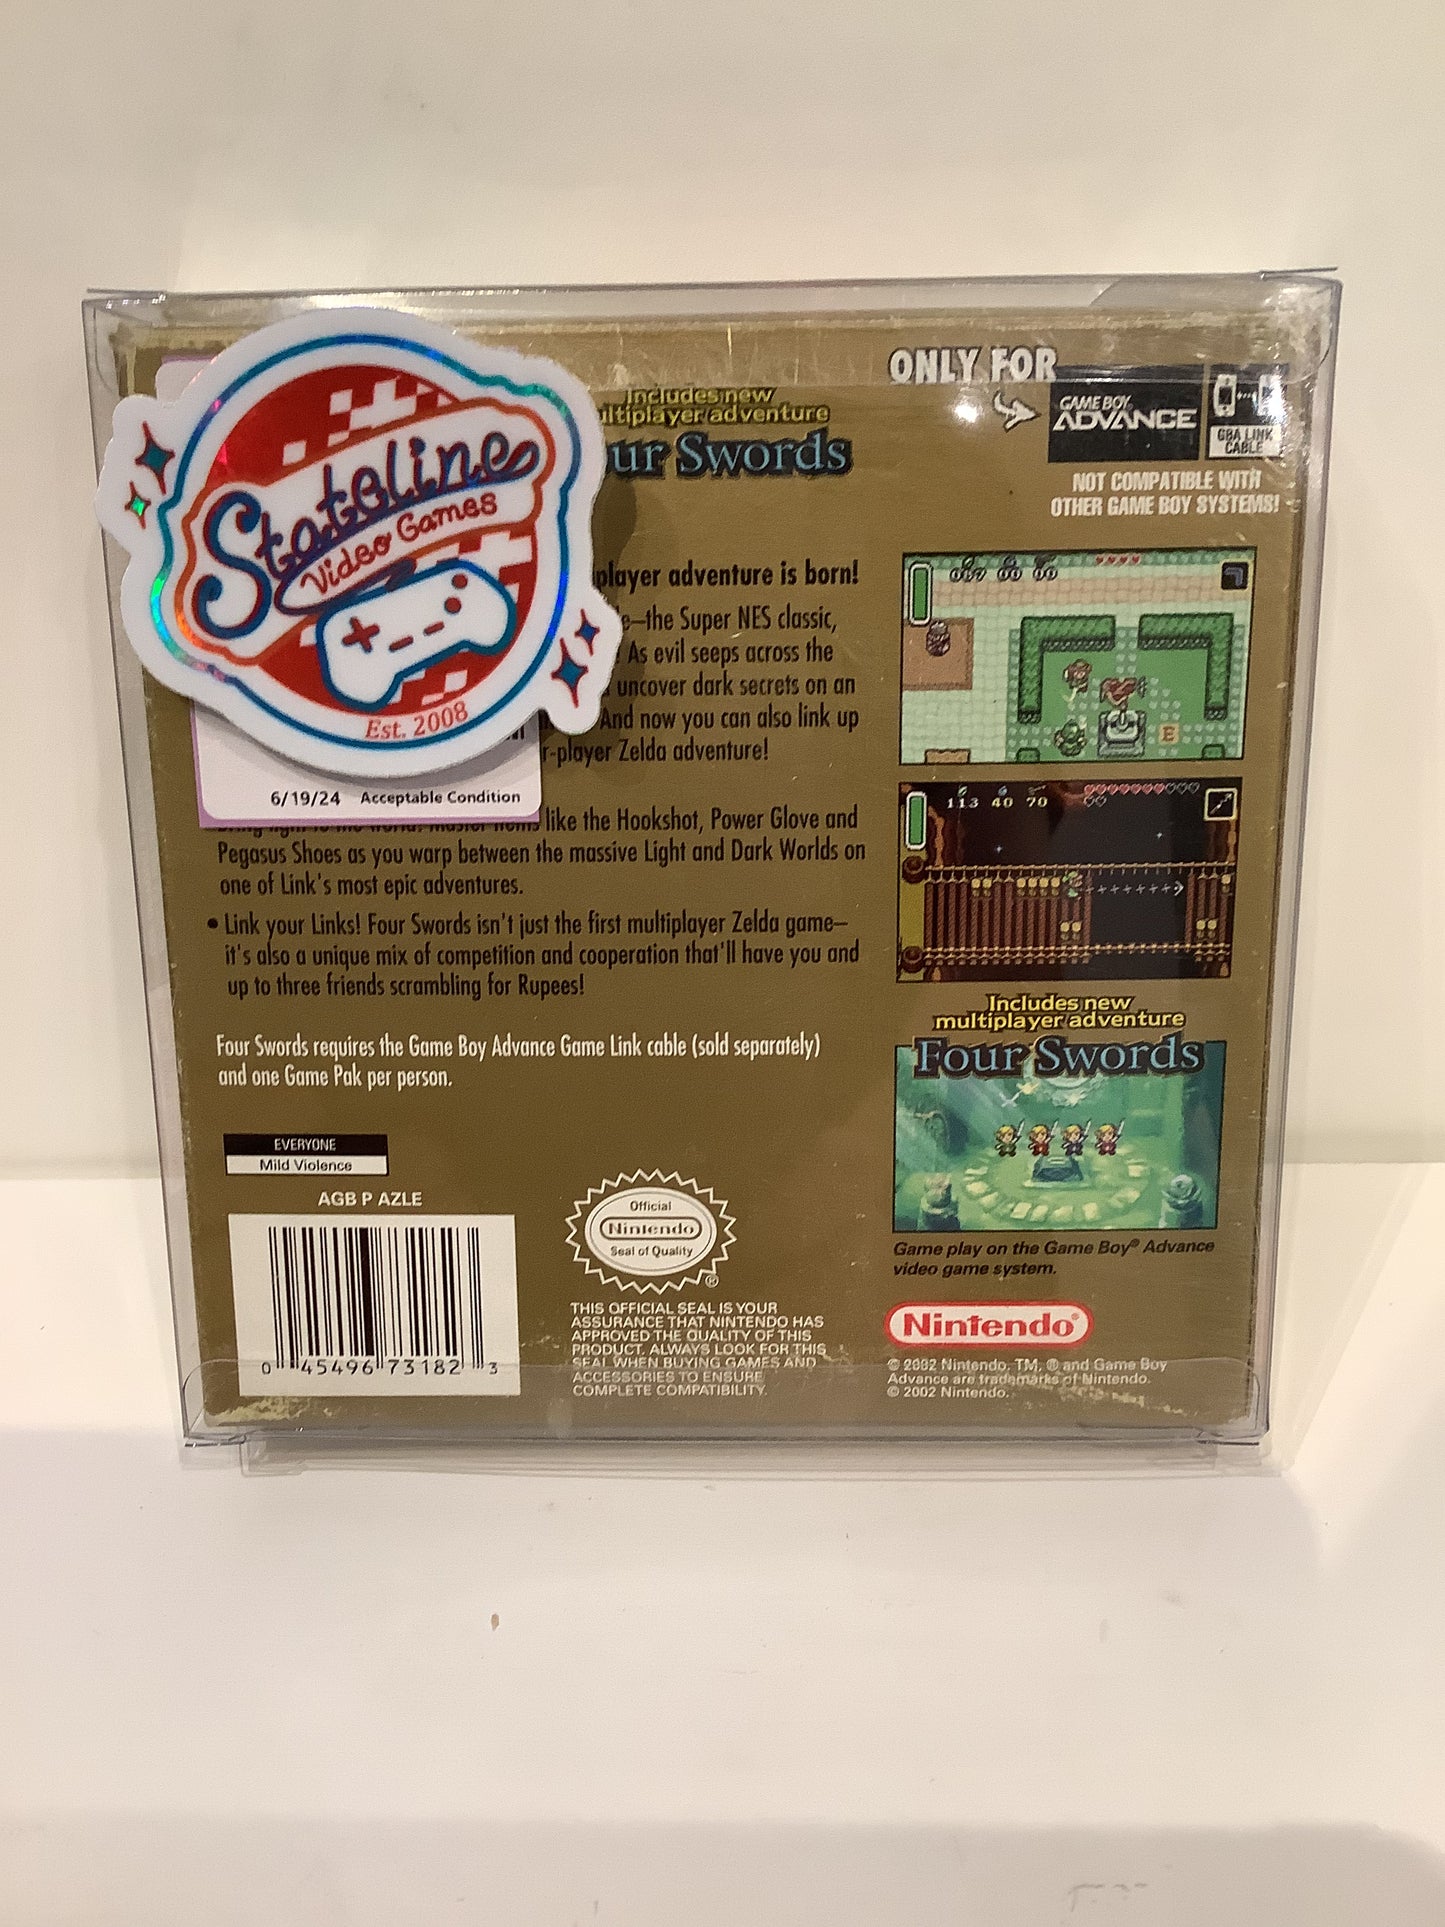 Stateline
Video Games
Est. 2008
6/19/24 Acceptable Condition
Includes new
multiplayer adventure
Swords
ONLY FOR
GAME BOY
ADVANCE
GBA LINK
CABLE
NOT COMPATIBLE WITH
OTHER GAME BOY SYSTEMS!
player adventure is born!
—the Super NES classic,
As evil seeps across the
uncover dark secrets on an
And now you can also link up
r-player Zelda adventure!
like the Hookshot, Power Glove and
Pegasus Shoes as you warp between the massive Light and Dark Worlds on
one of Link's most epic adventures.
• Link your Links! Four Swords isn't just the first multiplayer Zelda game—
it's also a unique mix of competition and cooperation that'll have you and
up to three friends scrambling for Rupees!
Four Swords requires the Game Boy Advance Game Link cable (sold separately)
and one Game Pak per person.
113 40 70
Includes new
multiplayer adventure
Four Swords
Game play on the Game Boy® Advance
video game system.
EVERYONE
Mild Violence
AGB P AZLE
0 45496 73182 3
Official
Nintendo
Seal of Quality
®
THIS OFFICIAL SEAL IS YOUR
ASSURANCE THAT NINTENDO HAS
APPROVED THE QUALITY OF THIS
PRODUCT. ALWAYS LOOK FOR THIS
SEAL WHEN BUYING GAMES AND
ACCESSORIES TO ENSURE
COMPLETE COMPATIBILITY.
Nintendo®
© 2002 Nintendo. TM, ® and Game Boy
Advance are trademarks of Nintendo.
© 2002 Nintendo.